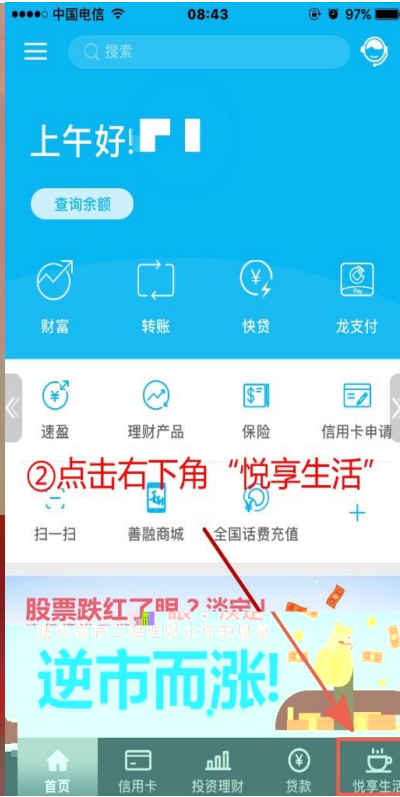 中国电信 08:43 97%
搜索
上午好!
查询余额
财富 转账 快贷 龙支付
Pay
速盈 理财产品 保险 信用卡申请
②点击右下角“悦享生活”
扫一扫 善融商城 全国话费充值
股票跌红了眼？淡定！
逆市而涨!
首页 信用卡 投资理财 贷款 悦享生活